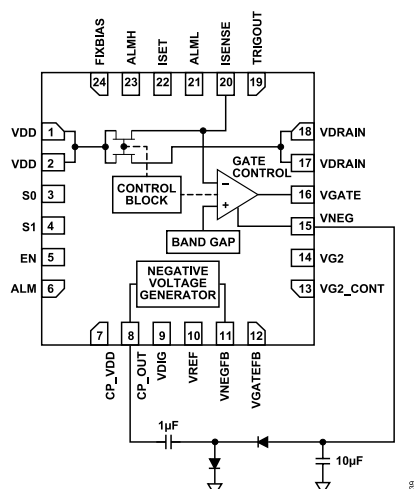 FIXBIAS
ALMH
ISET
ALML
ISENSE
TRIGOUT
24
23
22
21
20
19
VDD
1
18
VDRAIN
VDD
2
17
VDRAIN
GATE
CONTROL
S0
3
CONTROL
BLOCK
–
+
16
VGATE
S1
4
15
VNEG
BAND GAP
EN
5
14
VG2
NEGATIVE
VOLTAGE
GENERATOR
ALM
6
13
VG2_CONT
7
8
9
10
11
12
CP_VDD
CP_OUT
VDIG
VREF
VNEGFB
VGATEFB
1µF
10µF